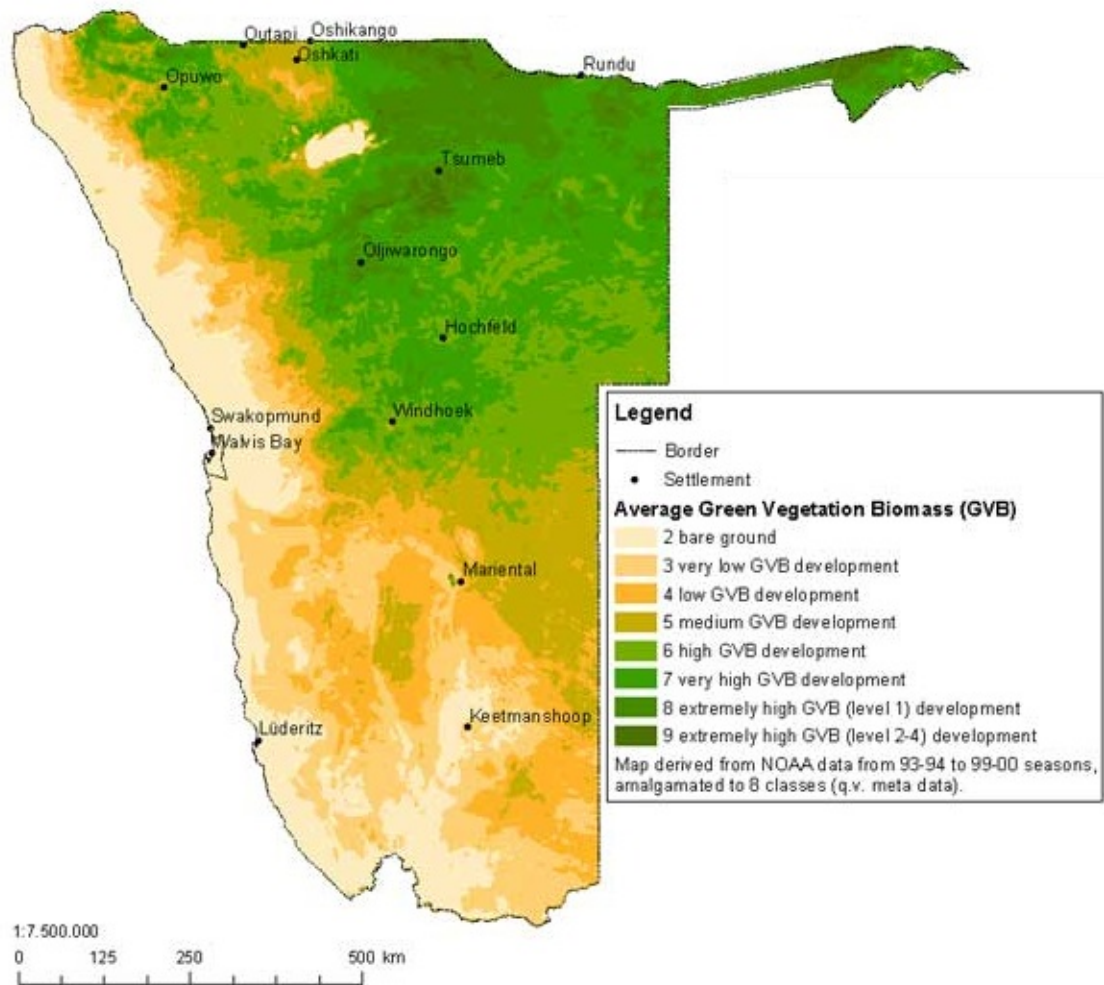 Outapi
Oshikango
Oshkati
Opuwo
Rundu
Tsumeb
Oljiwarongo
Hochfeld
Windhoek
Swakopmund
Walvis Bay
Mariental
Keetmanshoop
Lüderitz
Legend
Border
Settlement
Average Green Vegetation Biomass (GVB)
2 bare ground
3 very low GVB development
4 low GVB development
5 medium GVB development
6 high GVB development
7 very high GVB development
8 extremely high GVB (level 1) development
9 extremely high GVB (level 2-4) development
Map derived from NOAA data from 93-94 to 99-00 seasons,
amalgamated to 8 classes (q.v. meta data).
1:7.500.000
0 125 250 500 km